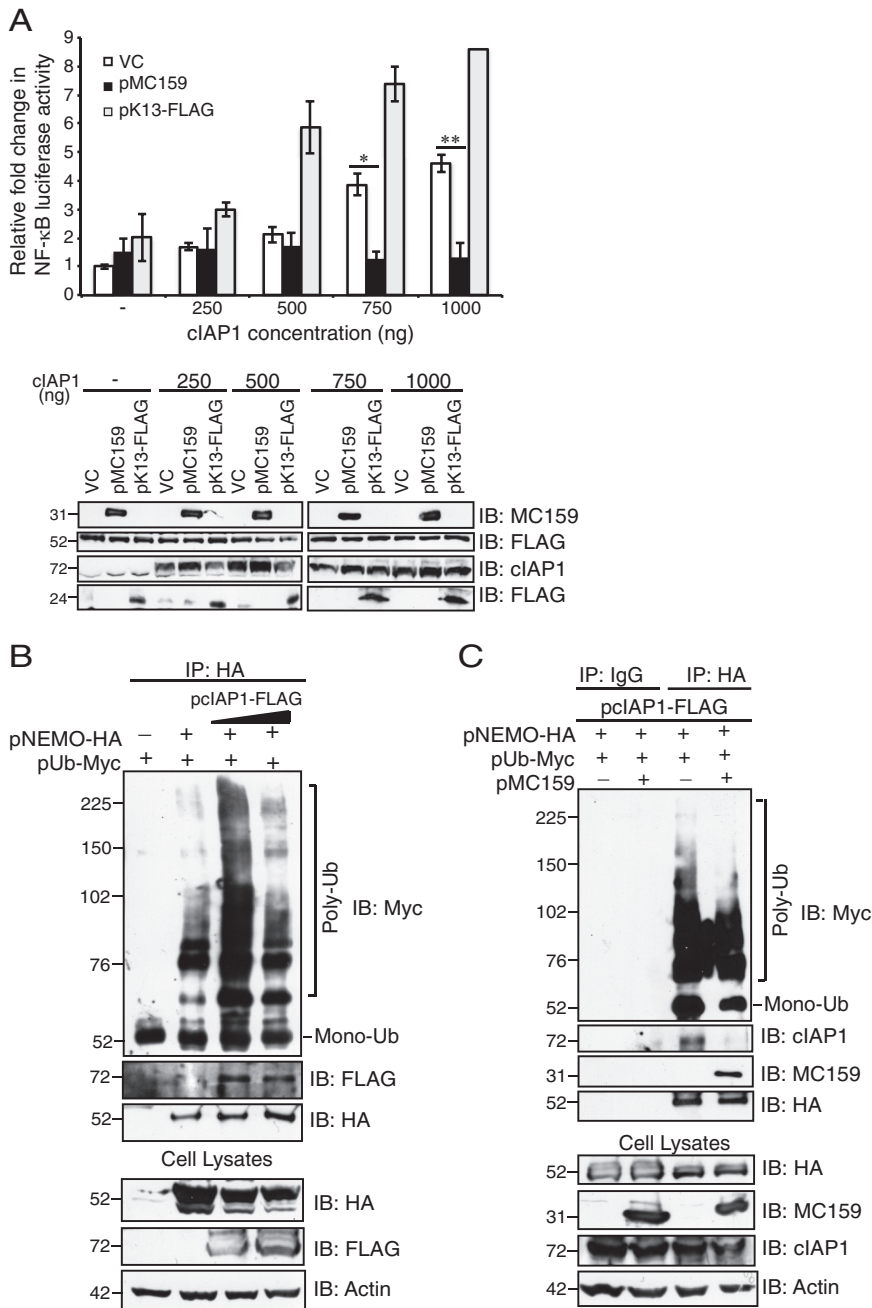 A
Relative fold change in
NF-κB luciferase activity
9
8
7
6
5
4
3
2
1
0
VC
pMC159
pK13-FLAG
*
**
- 250 500 750 1000
cIAP1 concentration (ng)
cIAP1
(ng)
- 250 500 750 1000
VC pMC159 pK13-FLAG VC pMC159 pK13-FLAG VC pMC159 pK13-FLAG VC pMC159 pK13-FLAG VC pMC159 pK13-FLAG
31 IB: MC159
52 IB: FLAG
72 IB: cIAP1
24 IB: FLAG
B
IP: HA
pcIAP1-FLAG
pNEMO-HA – + + +
pUb-Myc + + + +
225
150
102
76
52
Poly-Ub
IB: Myc
Mono-Ub
72 IB: FLAG
52 IB: HA
Cell Lysates
52 IB: HA
72 IB: FLAG
42 IB: Actin
C
IP: IgG IP: HA
pcIAP1-FLAG
pNEMO-HA + + + +
pUb-Myc + + + +
pMC159 – + – +
225
150
102
76
52
Poly-Ub
IB: Myc
Mono-Ub
72 IB: cIAP1
31 IB: MC159
52 IB: HA
Cell Lysates
52 IB: HA
31 IB: MC159
72 IB: cIAP1
42 IB: Actin